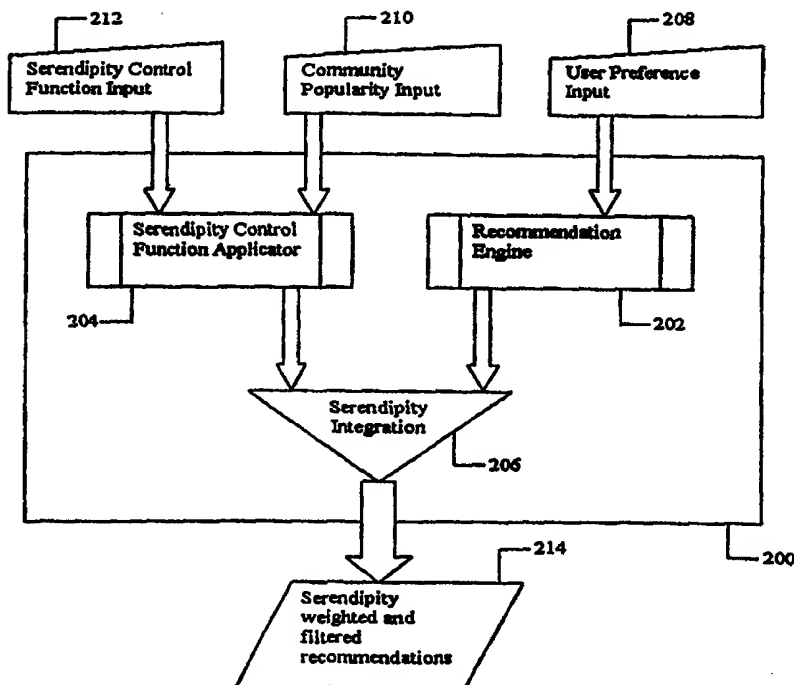 212
210
208
Serendipity Control
Function Input
Community
Popularity Input
User Preference
Input
Serendipity Control
Function Applicator
Recommendation
Engine
204
202
Serendipity
Integration
206
200
214
Serendipity
weighted and
filtered
recommendations